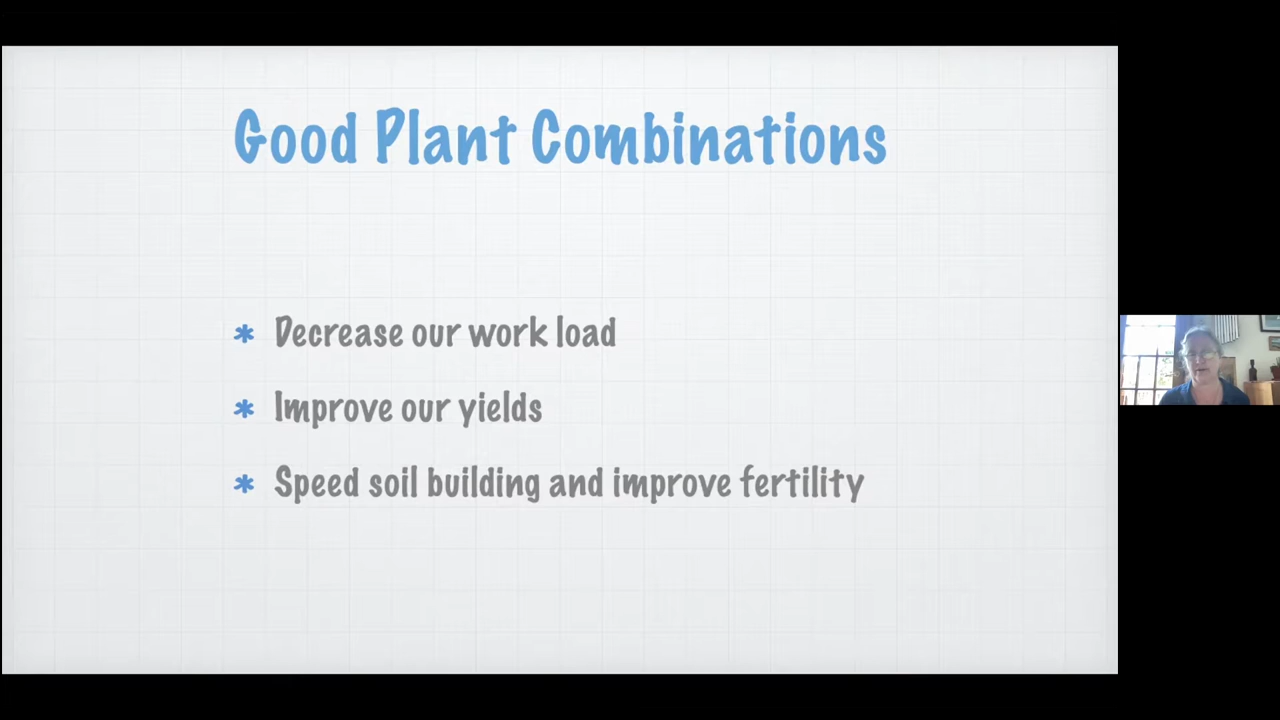 Good Plant Combinations
* Decrease our work load
* Improve our yields
* Speed soil building and improve fertility